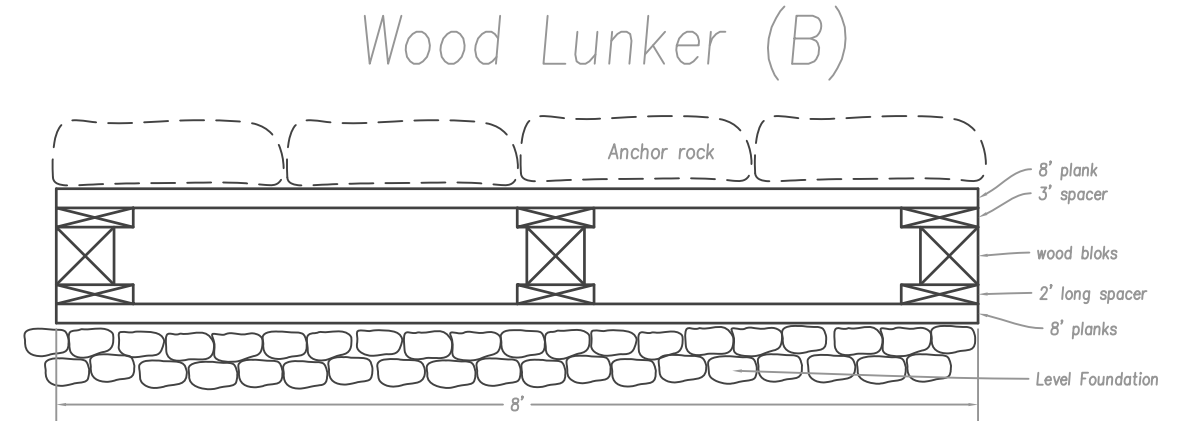 Wood Lunker (B)
Anchor rock
8' plank
3' spacer
wood bloks
2' long spacer
8' planks
Level Foundation
8'